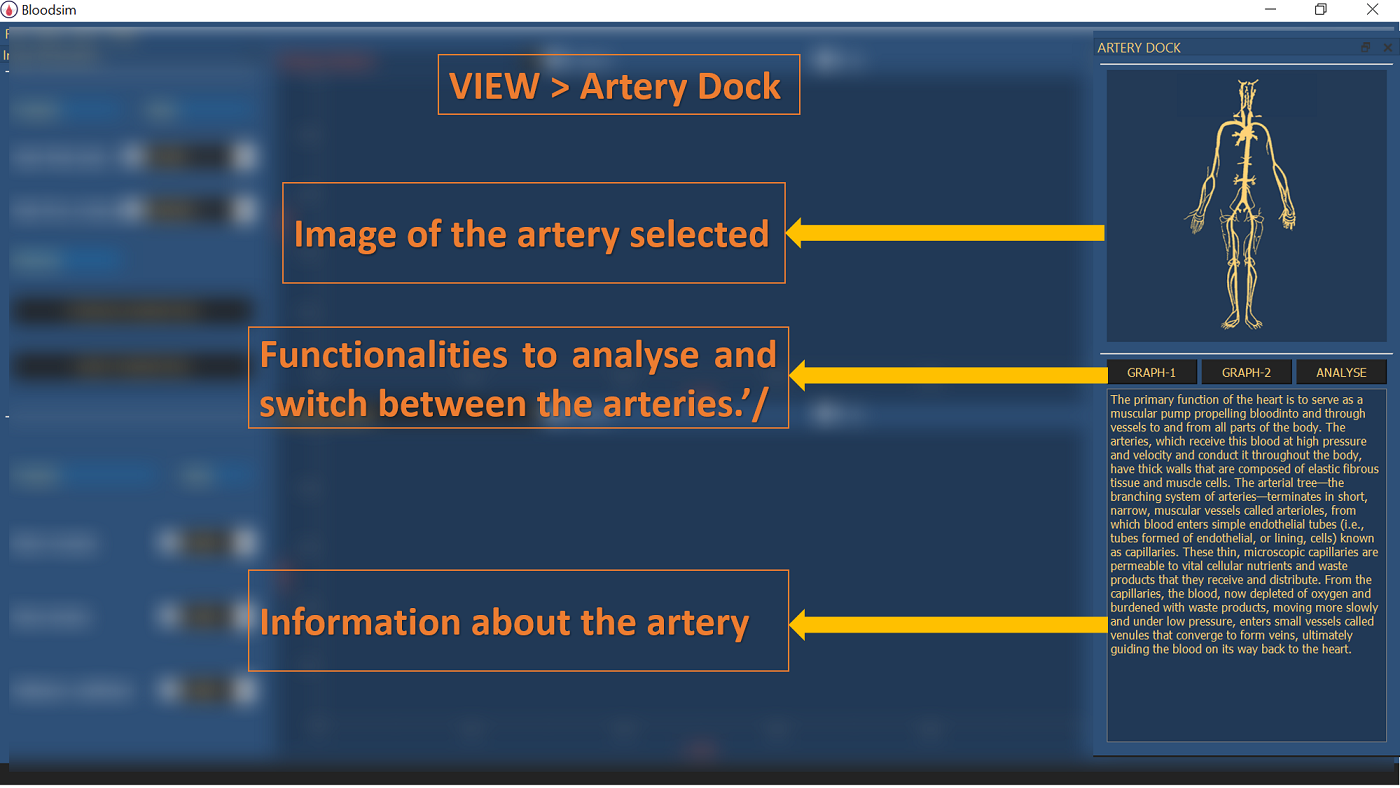 Bloodsim
ARTERY DOCK
VIEW > Artery Dock
Image of the artery selected
Functionalities to analyse and
switch between the arteries.’/
Information about the artery
GRAPH-1 GRAPH-2 ANALYSE
The primary function of the heart is to serve as a
muscular pump propelling bloodinto and through
vessels to and from all parts of the body. The
arteries, which receive this blood at high pressure
and velocity and conduct it throughout the body,
have thick walls that are composed of elastic fibrous
tissue and muscle cells. The arterial tree—the
branching system of arteries—terminates in short,
narrow, muscular vessels called arterioles, from
which blood enters simple endothelial tubes (i.e.,
tubes formed of endothelial, or lining, cells) known
as capillaries. These thin, microscopic capillaries are
permeable to vital cellular nutrients and waste
products that they receive and distribute. From the
capillaries, the blood, now depleted of oxygen and
burdened with waste products, moving more slowly
and under low pressure, enters small vessels called
venules that converge to form veins, ultimately
guiding the blood on its way back to the heart.